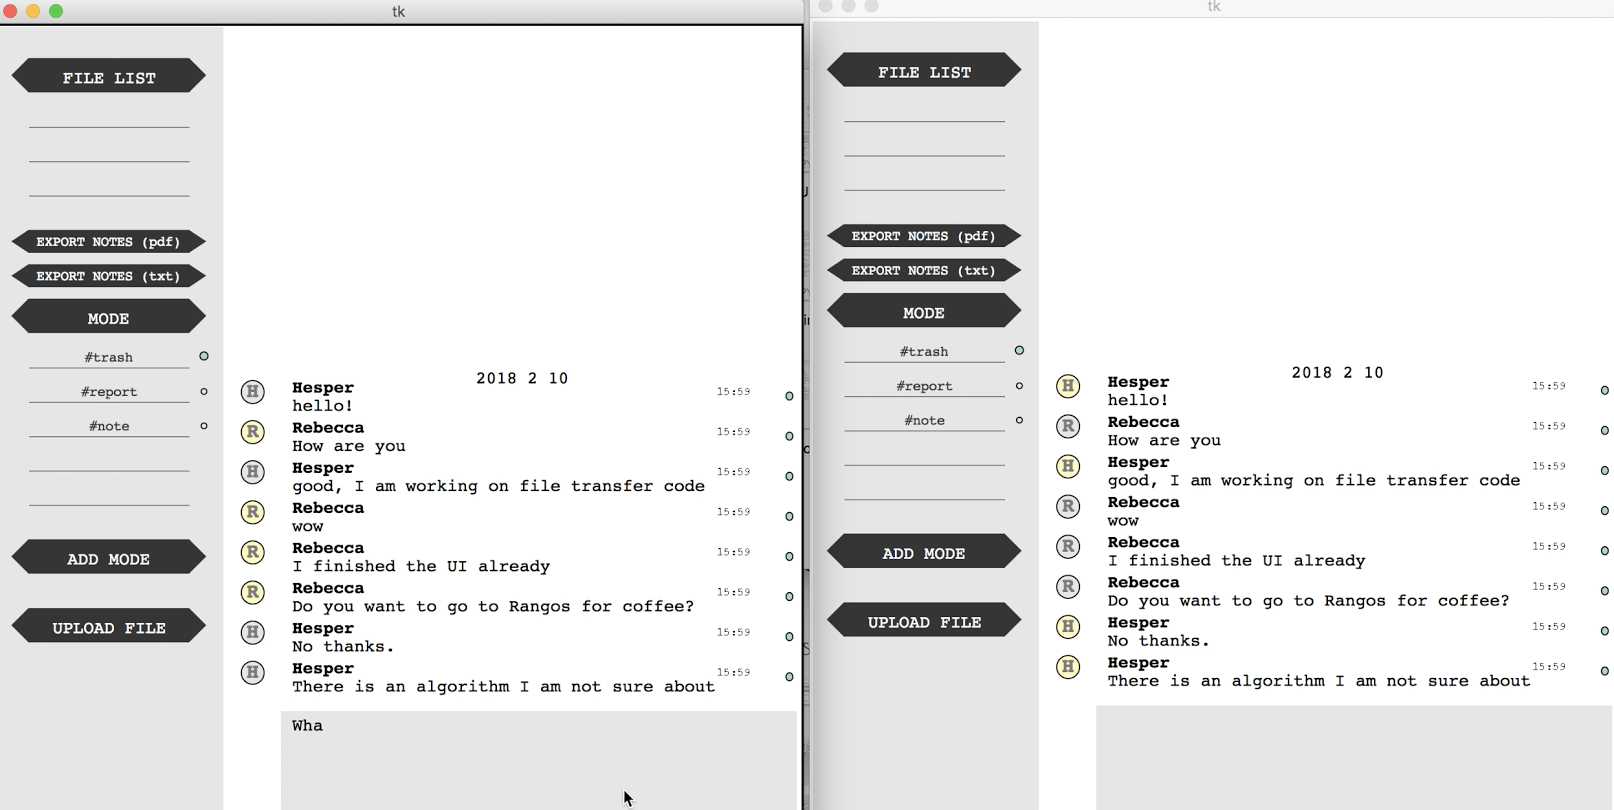 tk
FILE LIST
EXPORT NOTES (pdf)
EXPORT NOTES (txt)
MODE
#trash
#report
#note
ADD MODE
UPLOAD FILE
2018 2 10
H Hesper 15:59
hello!
R Rebecca 15:59
How are you
H Hesper 15:59
good, I am working on file transfer code
R Rebecca 15:59
wow
R Rebecca 15:59
I finished the UI already
R Rebecca 15:59
Do you want to go to Rangos for coffee?
H Hesper 15:59
No thanks.
H Hesper 15:59
There is an algorithm I am not sure about
Wha
tk
FILE LIST
EXPORT NOTES (pdf)
EXPORT NOTES (txt)
MODE
#trash
#report
#note
ADD MODE
UPLOAD FILE
2018 2 10
H Hesper 15:59
hello!
R Rebecca 15:59
How are you
H Hesper 15:59
good, I am working on file transfer code
R Rebecca 15:59
wow
R Rebecca 15:59
I finished the UI already
R Rebecca 15:59
Do you want to go to Rangos for coffee?
H Hesper 15:59
No thanks.
H Hesper 15:59
There is an algorithm I am not sure about